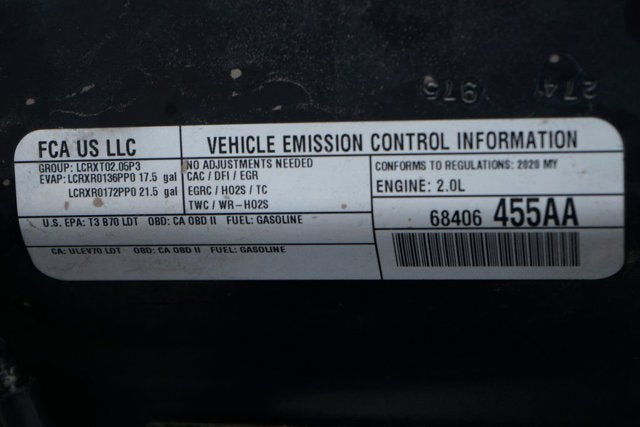 975 274
FCA US LLC
VEHICLE EMISSION CONTROL INFORMATION
GROUP: LCRXT02.05P3
EVAP: LCRXR0136PP0 17.5 gal
LCRXR0172PP0 21.5 gal
NO ADJUSTMENTS NEEDED
CAC / DFI / EGR
EGRC / HO2S / TC
TWC / WR-HO2S
CONFORMS TO REGULATIONS: 2020 MY
ENGINE: 2.0L
68406 455AA
U.S. EPA: T3 B70 LDT OBD: CA OBD II FUEL: GASOLINE
CA: ULEV70 LDT OBD: CA OBD II FUEL: GASOLINE